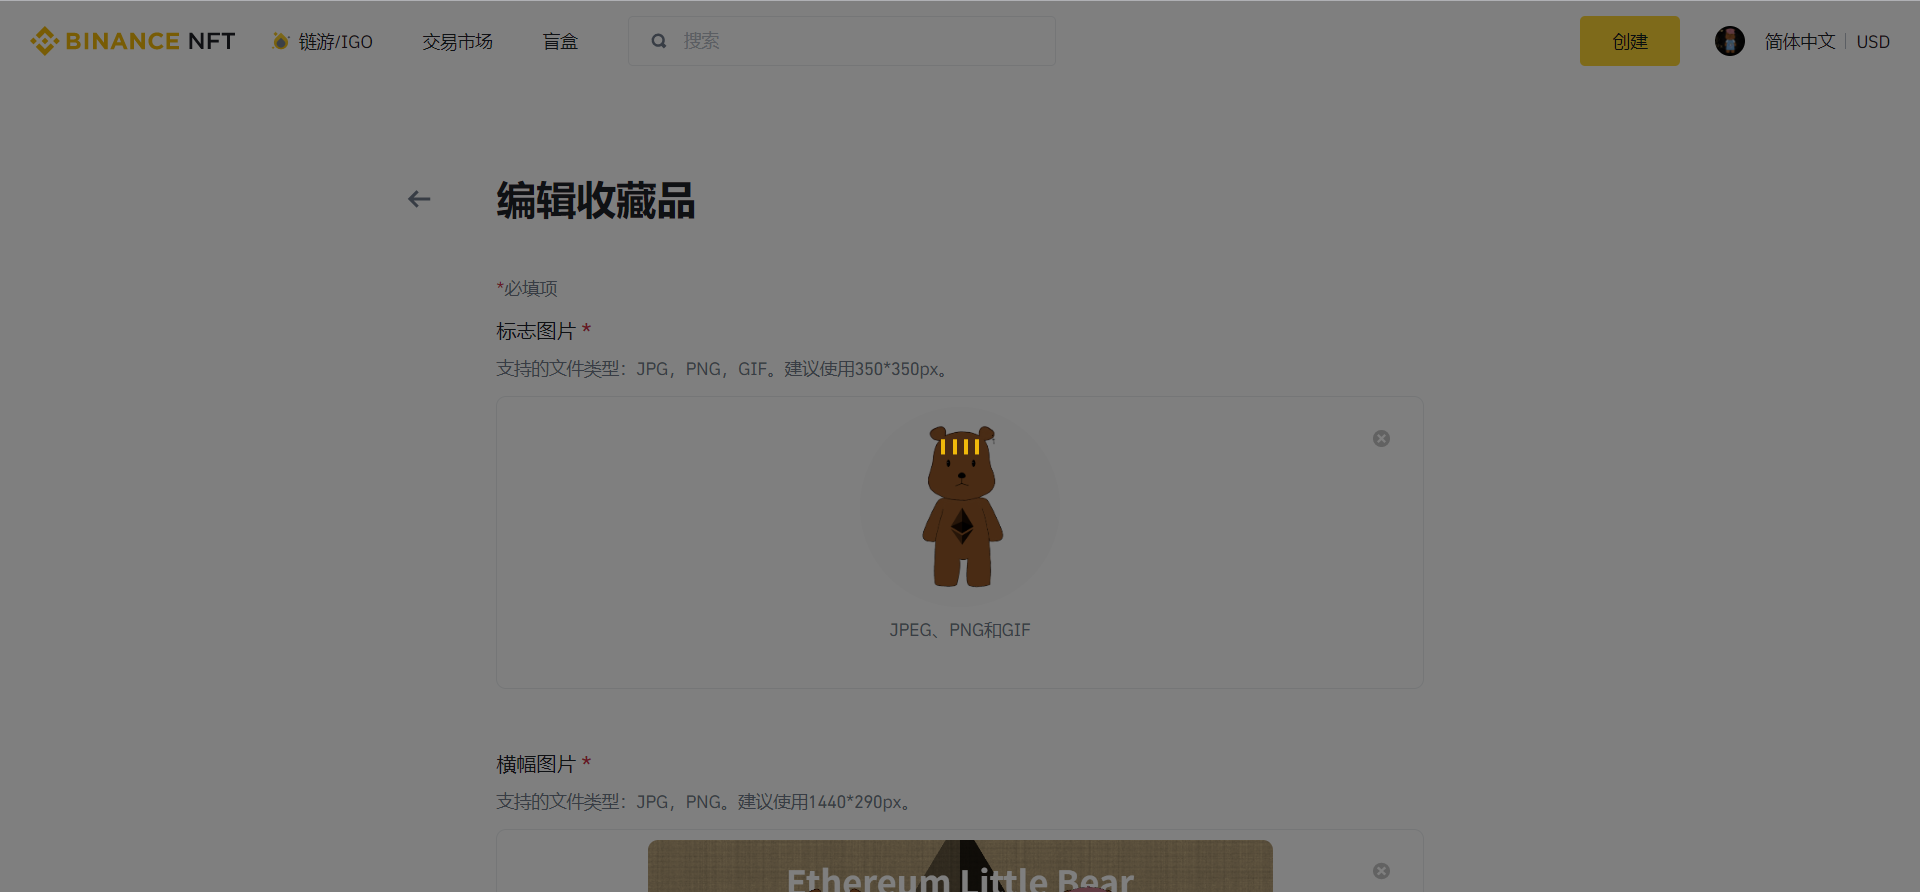 BINANCE NFT
链游/IGO
交易市场
盲盒
搜索
创建
简体中文
USD
编辑收藏品
*必填项
标志图片 *
支持的文件类型：JPG，PNG，GIF。建议使用350*350px。
JPEG、PNG和GIF
横幅图片 *
支持的文件类型：JPG，PNG。建议使用1440*290px。
Ethereum Little Bear